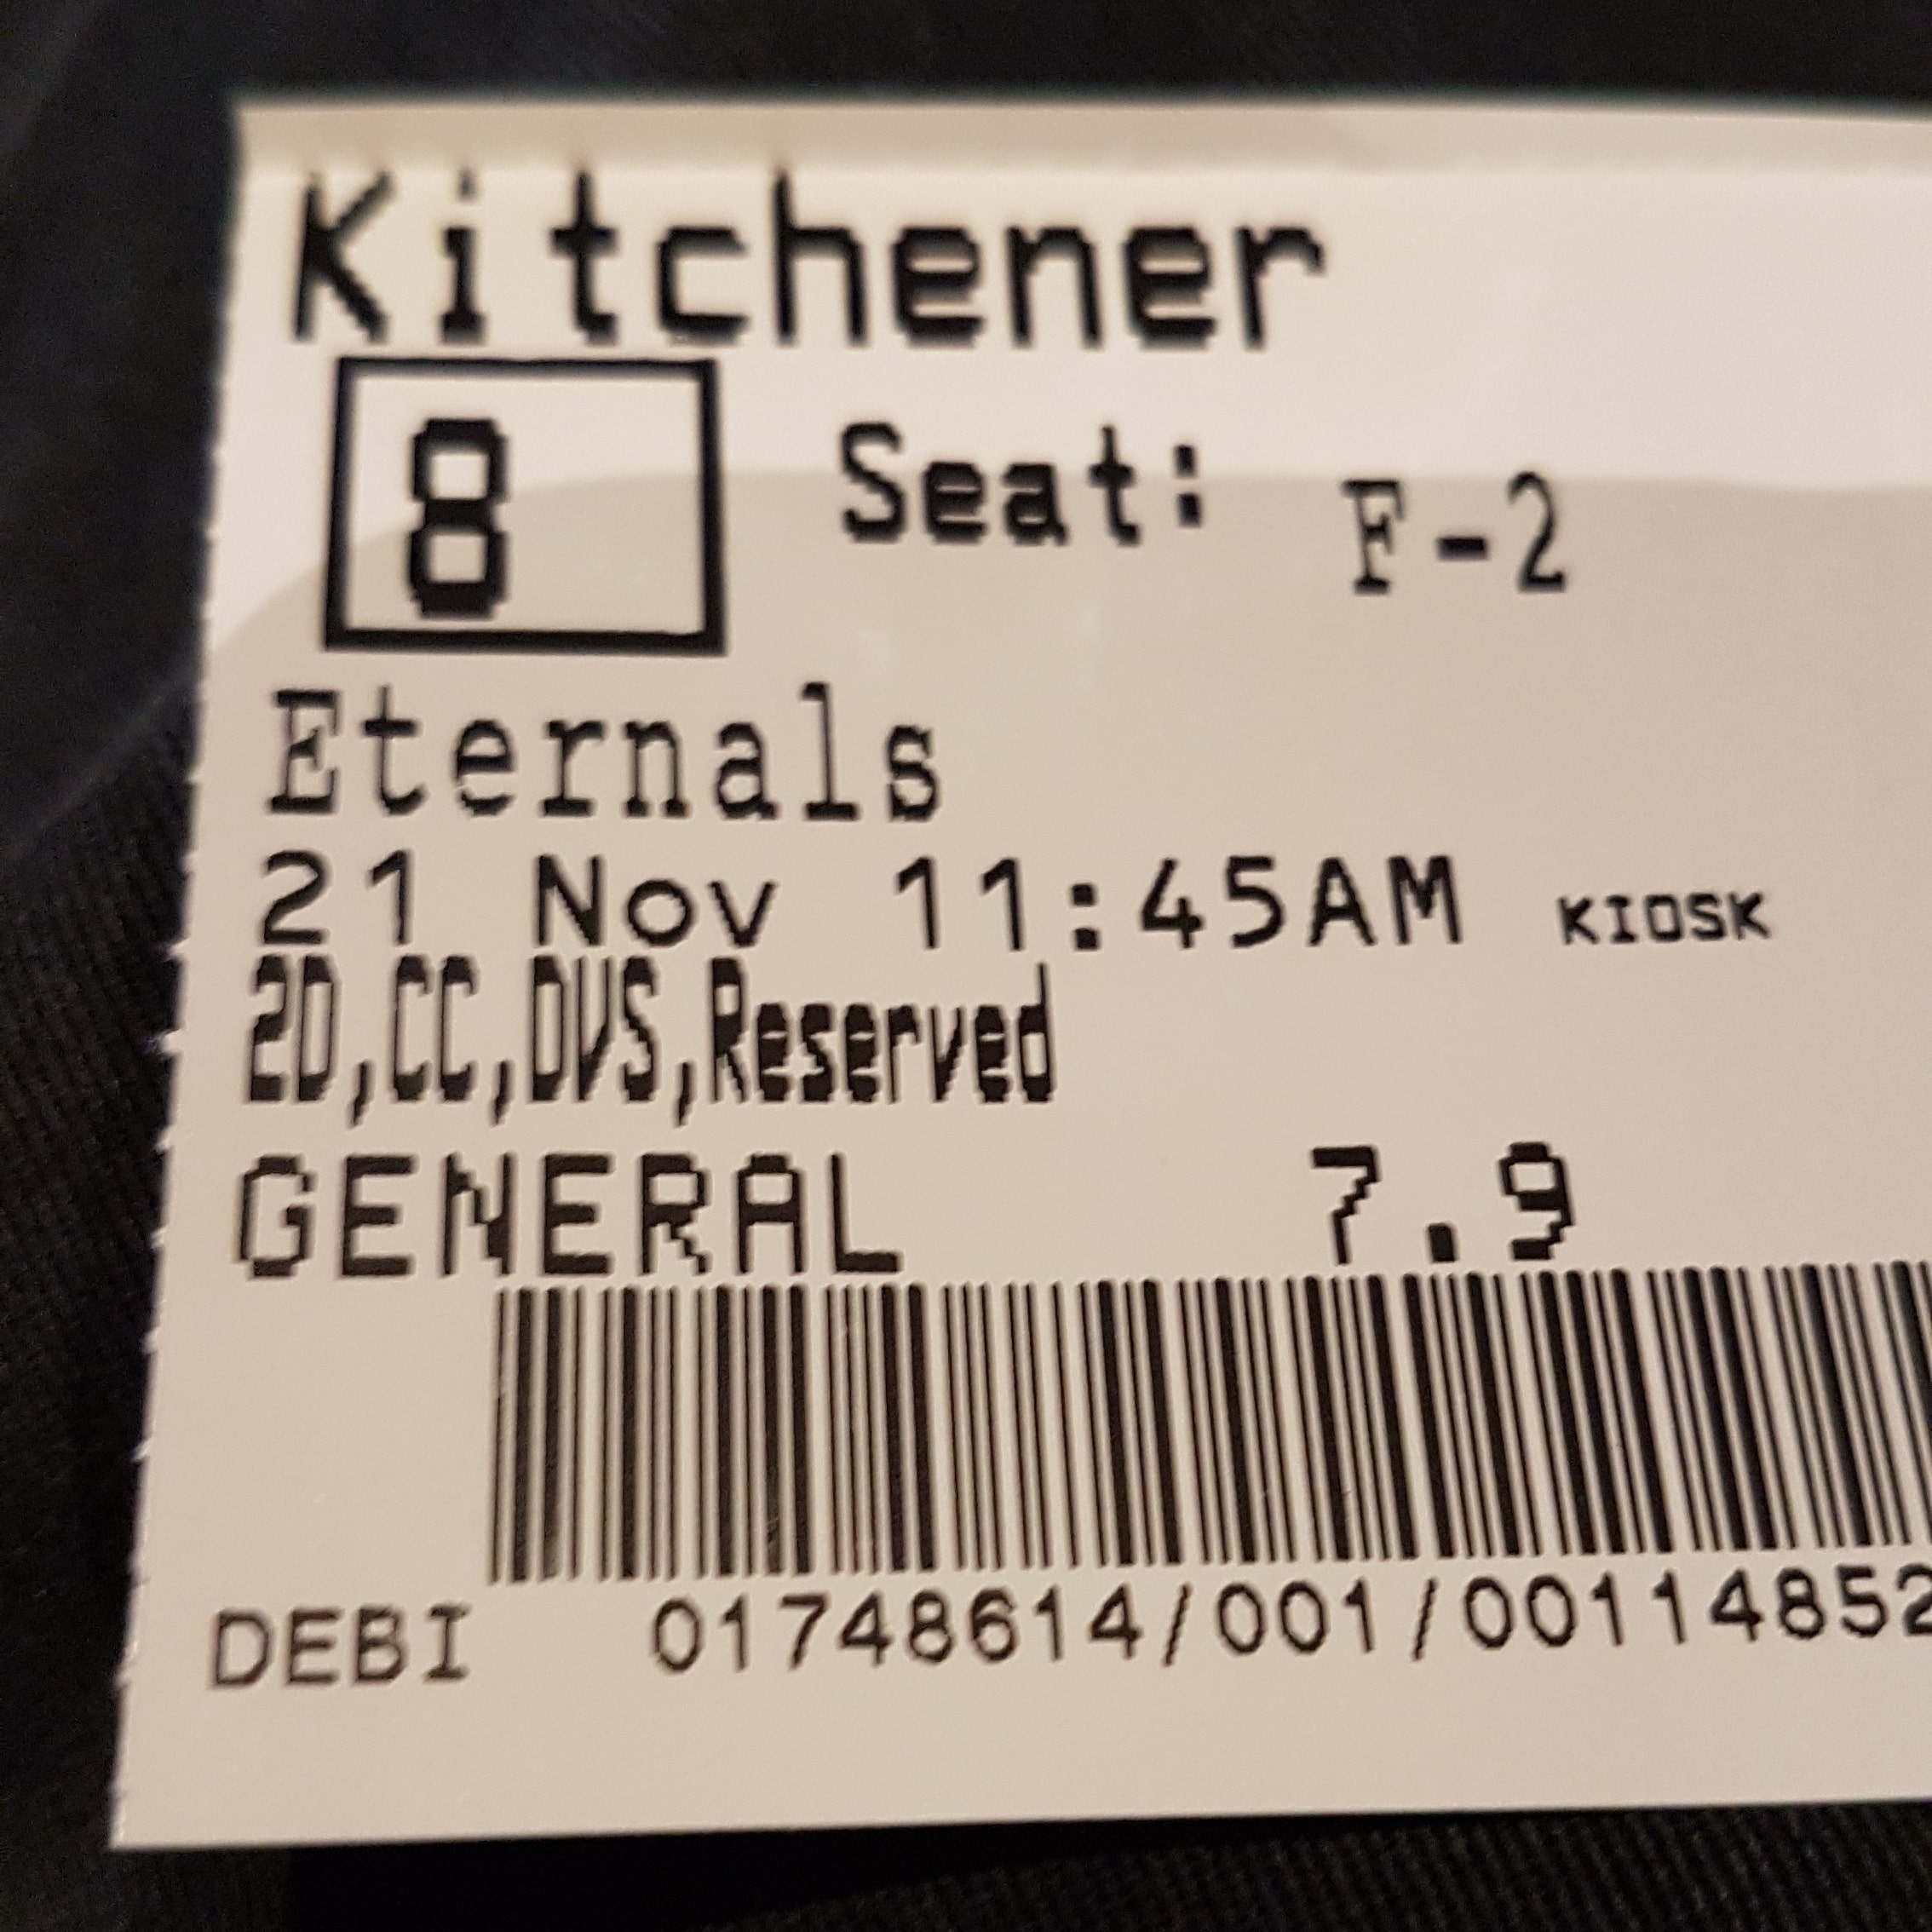 Kitchener
8 Seat: F-2
Eternals
21 Nov 11:45AM KIOSK
2D,CC,DVS,Reserved
GENERAL 7.9
DEBI 01748614/001/00114852